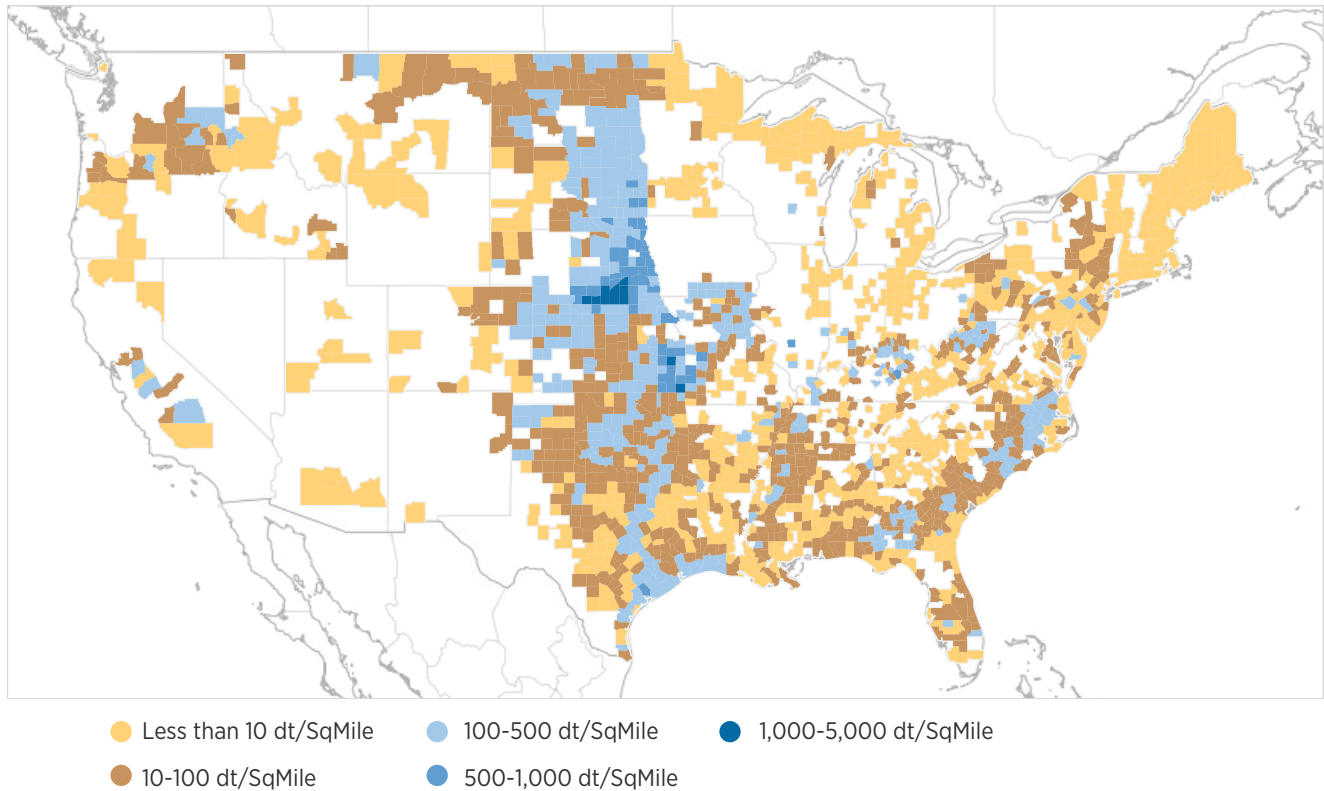 Less than 10 dt/SqMile
100-500 dt/SqMile
1,000-5,000 dt/SqMile
10-100 dt/SqMile
500-1,000 dt/SqMile